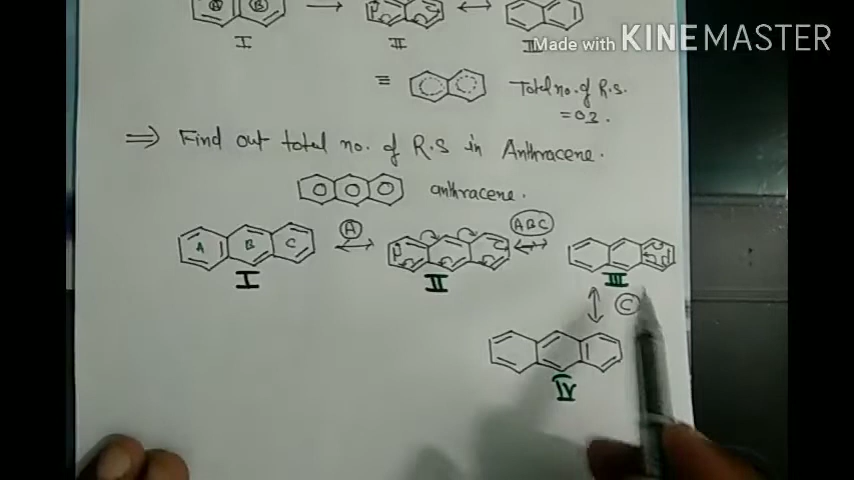 A B
I II III
Made with KINEMASTER
≡ Total no. of R.S.
= 03.
⇒ Find out total no. of R.S in Anthracene.
anthracene.
A B C A ABC
I II III
C
IV